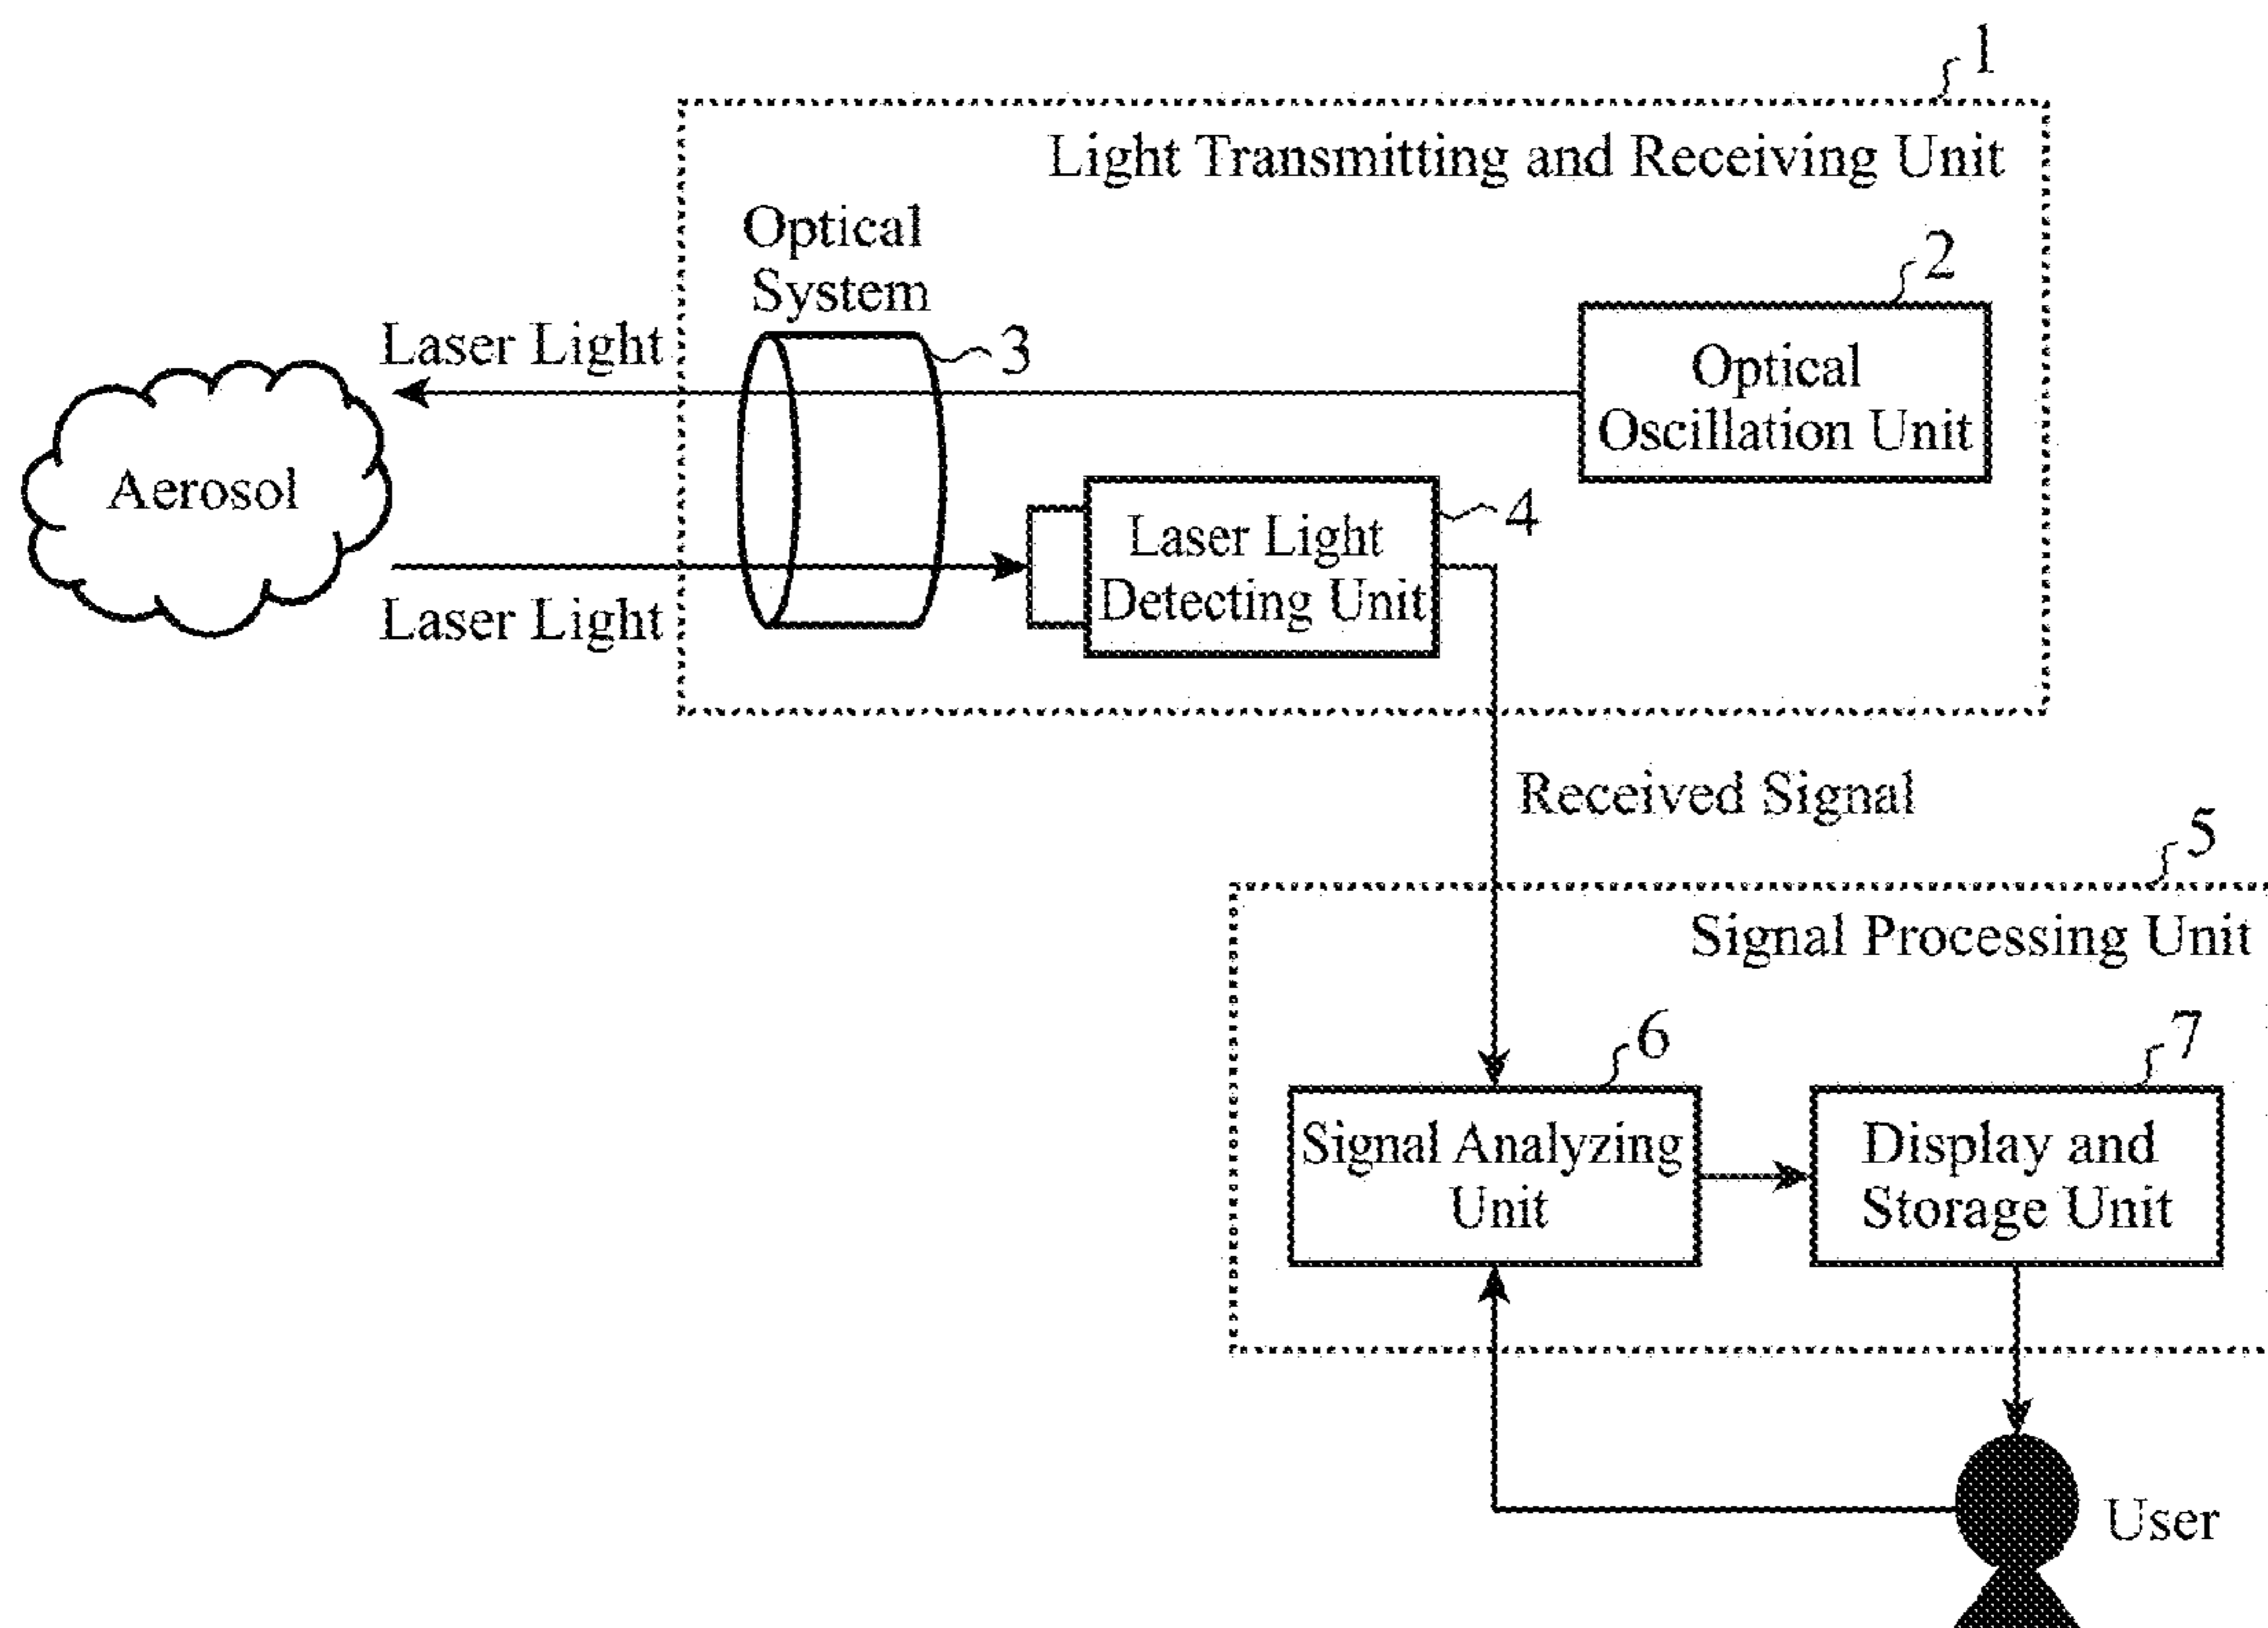 1
Light Transmitting and Receiving Unit
Optical
System
2
Laser Light
3
Optical
Oscillation Unit
Aerosol
4
Laser Light
Detecting Unit
Laser Light
Received Signal
5
Signal Processing Unit
6
7
Signal Analyzing
Unit
Display and
Storage Unit
User